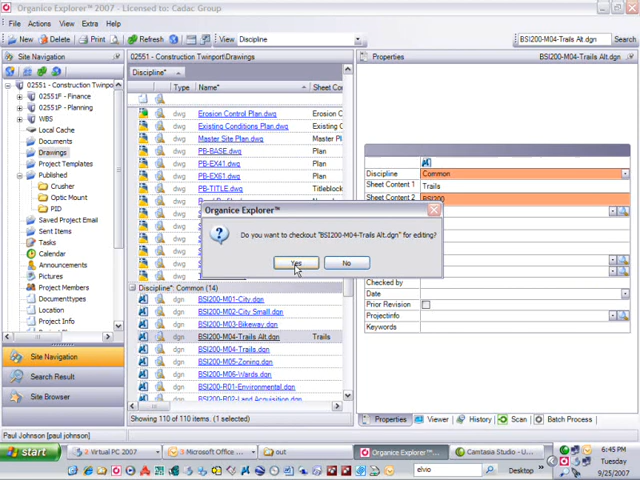 Organice Explorer™ 2007 - Licensed to: Cadac Group
File Actions View Extra Help
New Delete Print Refresh View Discipline BSI200-M04-Trails Alt.dgn Search
Site Navigation
02551 - Construction Twinport
02551F - Finance
02551P - Planning
WBS
Local Cache
Documents
Drawings
Project Templates
Published
Crusher
Optic Mount
PID
Saved Project Email
Sent Items
Tasks
Calendar
Pictures
Project Members
Documenttypes
Location
Project Info
Site Navigation
Search Result
Site Browser
02551 - Construction Twinport\Drawings
Discipline*
Type Name* Sheet Cont
dwg Erosion Control Plan.dwg Erosion C
dwg Existing Conditions Plan.dwg Existing C
dwg Master Site Plan.dwg Master Si
dwg PB-BASE.dwg Plan
dwg PB-EX41.dwg Plan
dwg PB-EX61.dwg Plan
dwg PB-TITLE.dwg Titleblock
Discipline*: Common (14)
dgn BSI200-M01-City.dgn
dgn BSI200-M02-City Small.dgn
dgn BSI200-M03-Bikeway.dgn
dgn BSI200-M04-Trails Alt.dgn Trails
dgn BSI200-M04-Trails.dgn
dgn BSI200-M05-Zoning.dgn
dgn BSI200-M06-Wards.dgn
dgn BSI200-R01-Environmental.dgn
dgn BSI200-R02-Land Acquisition.dgn
Showing 110 of 110 items. (1 selected)
Organice Explorer™
Do you want to checkout "BSI200-M04-Trails Alt.dgn" for editing?
Yes No
Properties BSI200-M04-Trails Alt.dgn
Discipline Common
Sheet Content 1 Trails
Sheet Content 2 BSI200
Checked by
Date
Prior Revision
Projectinfo
Keywords
Properties Viewer History Scan Batch Process
Paul Johnson [paul johnson]
start 2 Virtual PC 2007 3 Microsoft Office ... out Organice Explorer™... Camtasia Studio - U...
elvio Desktop
6:45 PM
Tuesday
9/25/2007